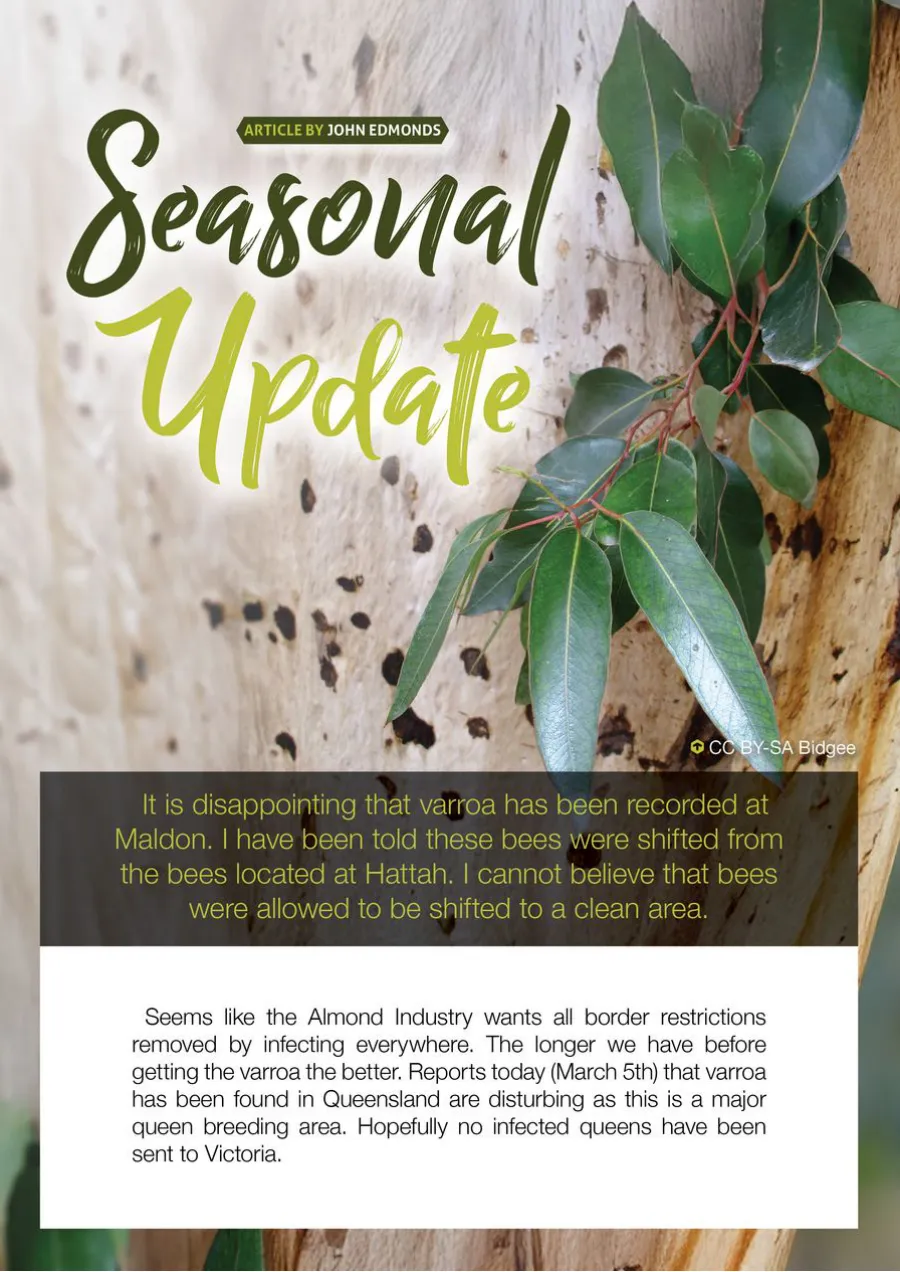 ARTICLE BY JOHN EDMONDS
Seasonal
Update
CC BY-SA Bidgee
It is disappointing that varroa has been recorded at
Maldon. I have been told these bees were shifted from
the bees located at Hattah. I cannot believe that bees
were allowed to be shifted to a clean area.
Seems like the Almond Industry wants all border restrictions
removed by infecting everywhere. The longer we have before
getting the varroa the better. Reports today (March 5th) that varroa
has been found in Queensland are disturbing as this is a major
queen breeding area. Hopefully no infected queens have been
sent to Victoria.